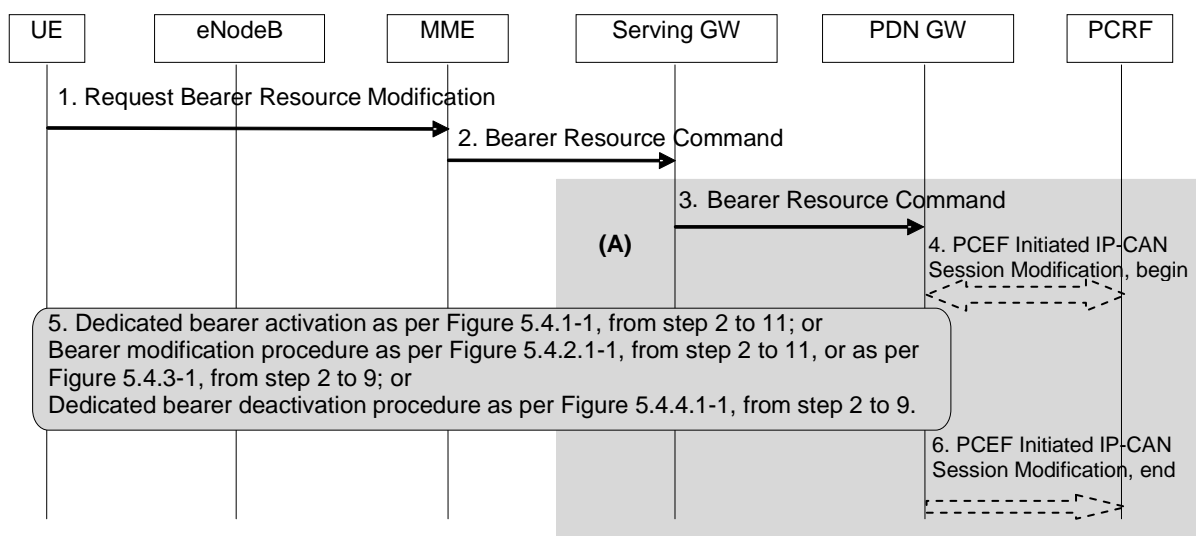 UE
eNodeB
MME
Serving GW
PDN GW
PCRF
1. Request Bearer Resource Modification
2. Bearer Resource Command
3. Bearer Resource Command
(A)
4. PCEF Initiated IP-CAN
Session Modification, begin
5. Dedicated bearer activation as per Figure 5.4.1-1, from step 2 to 11; or
Bearer modification procedure as per Figure 5.4.2.1-1, from step 2 to 11, or as per
Figure 5.4.3-1, from step 2 to 9; or
Dedicated bearer deactivation procedure as per Figure 5.4.4.1-1, from step 2 to 9.
6. PCEF Initiated IP-CAN
Session Modification, end